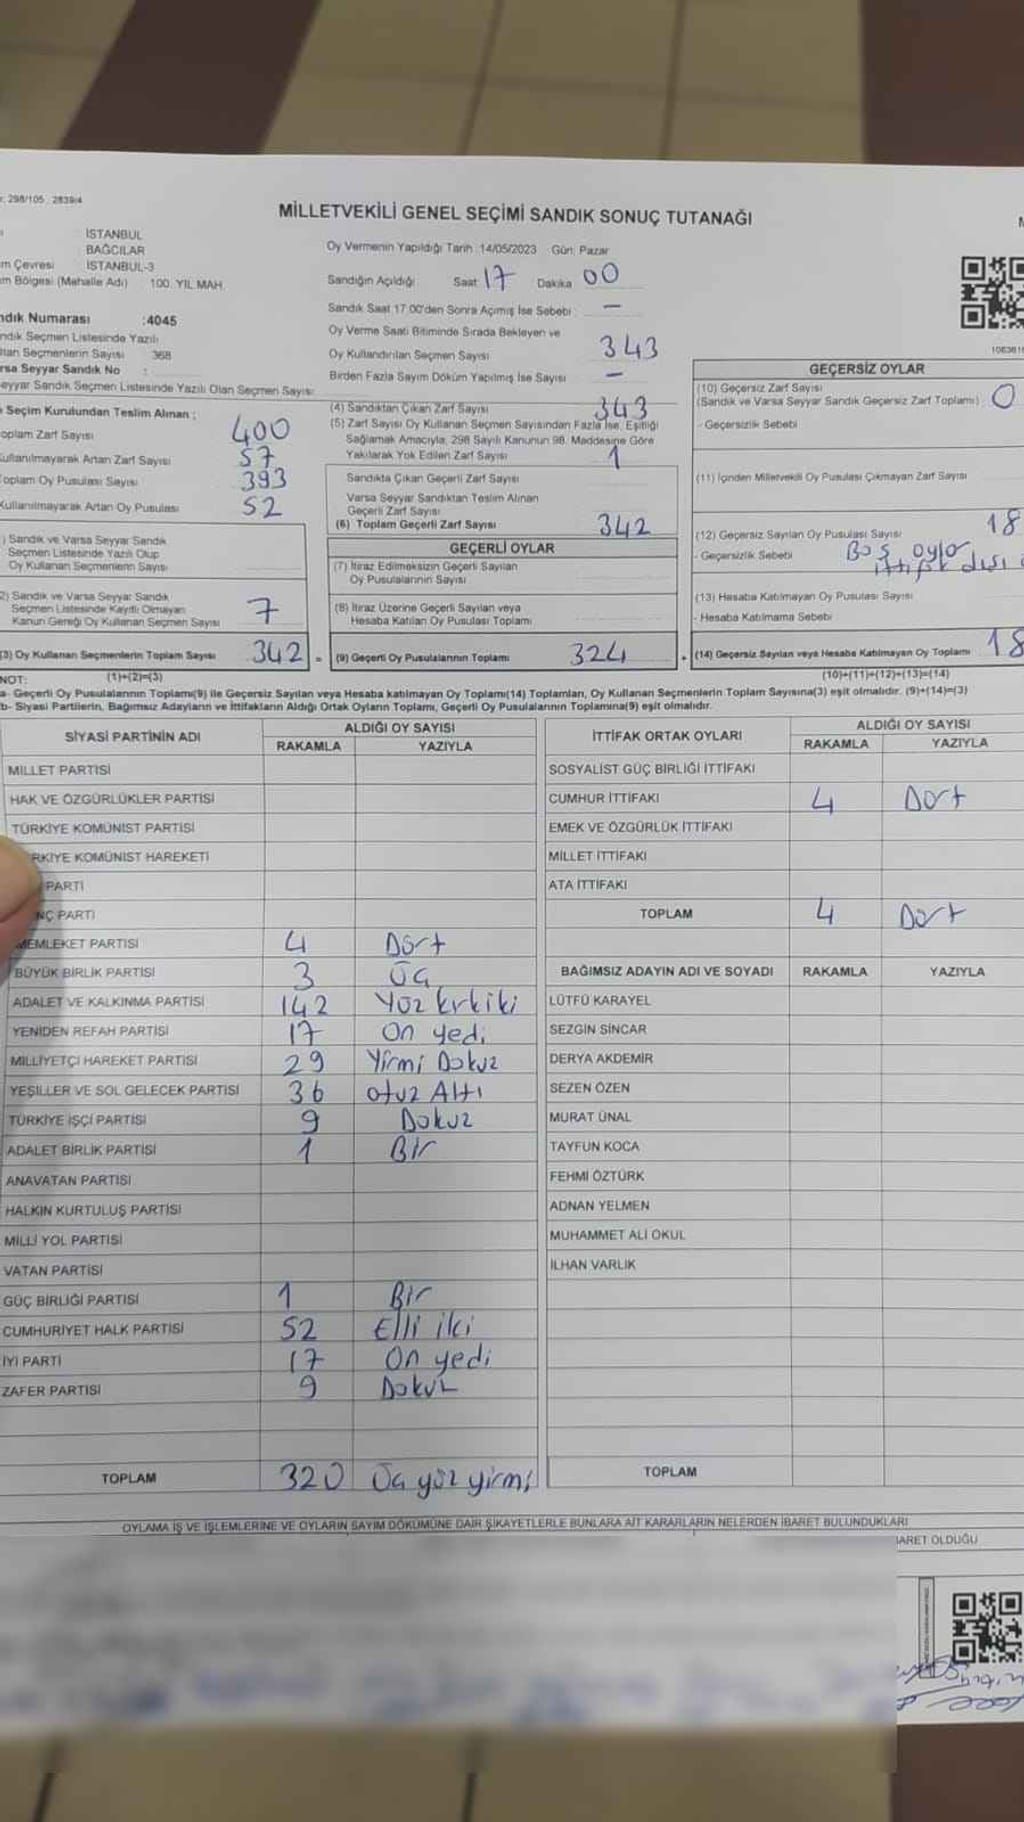 298/105 2839/4
MİLLETVEKİLİ GENEL SEÇİMİ SANDIK SONUÇ TUTANAĞI
İSTANBUL
BAĞCILAR
m Çevresi İSTANBUL-3
m Bölgesi (Mahalle Adı) 100. YIL MAH.
ndık Numarası :4045
ndık Seçmen Listesinde Yazılı
lan Seçmenlerin Sayısı 368
rsa Seyyar Sandık No :
eyyar Sandık Seçmen Listesinde Yazılı Olan Seçmen Sayısı:
Oy Vermenin Yapıldığı Tarih :14/05/2023 Gün: Pazar
Sandığın Açıldığı Saat 17 Dakika 00
Sandık Saat 17:00'den Sonra Açımış İse Sebebi : —
Oy Verme Saati Bitiminde Sırada Bekleyen ve
Oy Kullandırılan Seçmen Sayısı 343
Birden Fazla Sayım Döküm Yapılmış İse Sayısı —
Seçim Kurulundan Teslim Alınan ;
oplam Zarf Sayısı 400
ullanılmayarak Artan Zarf Sayısı 57
oplam Oy Pusulası Sayısı 393
Kullanılmayarak Artan Oy Pusulası 52
) Sandık ve Varsa Seyyar Sandık
Seçmen Listesinde Yazılı Olup
Oy Kullanan Seçmenlerin Sayısı
2) Sandık ve Varsa Seyyar Sandık
Seçmen Listesinde Kayıtlı Olmayan
Kanun Gereği Oy Kullanan Seçmen Sayısı 7
(3) Oy Kullanan Seçmenlerin Toplam Sayısı 342 =
(1)+(2)=(3)
(4) Sandıktan Çıkan Zarf Sayısı 343
(5) Zarf Sayısı Oy Kullanan Seçmen Sayısından Fazla İse, Eşitliği
Sağlamak Amacıyla, 298 Sayılı Kanunun 98. Maddesine Göre
Yakılarak Yok Edilen Zarf Sayısı 1
Sandıkta Çıkan Geçerli Zarf Sayısı
Varsa Seyyar Sandıktan Teslim Alınan
Geçerli Zarf Sayısı
(6) Toplam Geçerli Zarf Sayısı 342
GEÇERLİ OYLAR
(7) İtiraz Edilmeksizin Geçerli Sayılan
Oy Pusulalarının Sayısı
(8) İtiraz Üzerine Geçerli Sayılan veya
Hesaba Katılan Oy Pusulası Toplamı
(9) Geçerli Oy Pusulalarının Toplamı 324 +
GEÇERSİZ OYLAR
(10) Geçersiz Zarf Sayısı
(Sandık ve Varsa Seyyar Sandık Geçersiz Zarf Toplamı) 0
- Geçersizlik Sebebi
(11) İçinden Milletvekili Oy Pusulası Çıkmayan Zarf Sayısı
(12) Geçersiz Sayılan Oy Pusulası Sayısı 18
- Geçersizlik Sebebi Boş oylar
ittifak dışı
(13) Hesaba Katılmayan Oy Pusulası Sayısı
- Hesaba Katılmama Sebebi
(14) Geçersiz Sayılan veya Hesaba Katılmayan Oy Toplamı 18
(10)+(11)+(12)+(13)=(14)
NOT:
a- Geçerli Oy Pusulalarının Toplamı(9) ile Geçersiz Sayılan veya Hesaba katılmayan Oy Toplamı(14) Toplamları, Oy Kullanan Seçmenlerin Toplam Sayısına(3) eşit olmalıdır. (9)+(14)=(3)
b- Siyasi Partilerin, Bağımsız Adayların ve İttifakların Aldığı Ortak Oyların Toplamı, Geçerli Oy Pusulalarının Toplamına(9) eşit olmalıdır.
SİYASİ PARTİNİN ADI ALDIĞI OY SAYISI
RAKAMLA YAZIYLA
MİLLET PARTİSİ
HAK VE ÖZGÜRLÜKLER PARTİSİ
TÜRKİYE KOMÜNİST PARTİSİ
RKİYE KOMÜNİST HAREKETİ
PARTİ
NÇ PARTİ
MEMLEKET PARTİSİ 4 Dört
BÜYÜK BİRLİK PARTİSİ 3 Üç
ADALET VE KALKINMA PARTİSİ 142 Yüz kırkiki
YENİDEN REFAH PARTİSİ 17 On yedi
MİLLİYETÇİ HAREKET PARTİSİ 29 Yirmi Dokuz
YEŞİLLER VE SOL GELECEK PARTİSİ 36 otuz Altı
TÜRKİYE İŞÇİ PARTİSİ 9 Dokuz
ADALET BİRLİK PARTİSİ 1 Bir
ANAVATAN PARTİSİ
HALKIN KURTULUŞ PARTİSİ
MİLLİ YOL PARTİSİ
VATAN PARTİSİ
GÜÇ BİRLİĞİ PARTİSİ 1 Bir
CUMHURİYET HALK PARTİSİ 52 Elli iki
İYİ PARTİ 17 On yedi
ZAFER PARTİSİ 9 Dokuz
TOPLAM 320 Üç yüz yirmi
İTTİFAK ORTAK OYLARI ALDIĞI OY SAYISI
RAKAMLA YAZIYLA
SOSYALİST GÜÇ BİRLİĞİ İTTİFAKI
CUMHUR İTTİFAKI 4 Dört
EMEK VE ÖZGÜRLÜK İTTİFAKI
MİLLET İTTİFAKI
ATA İTTİFAKI
TOPLAM 4 Dört
BAĞIMSIZ ADAYIN ADI VE SOYADI RAKAMLA YAZIYLA
LÜTFÜ KARAYEL
SEZGİN SİNCAR
DERYA AKDEMİR
SEZEN ÖZEN
MURAT ÜNAL
TAYFUN KOCA
FEHMİ ÖZTÜRK
ADNAN YELMEN
MUHAMMET ALİ OKUL
İLHAN VARLIK
TOPLAM
OYLAMA İŞ VE İŞLEMLERİNE VE OYLARIN SAYIM DÖKÜMÜNE DAİR ŞİKAYETLERLE BUNLARA AİT KARARLARIN NELERDEN İBARET BULUNDUKLARI
BARET OLDUĞU